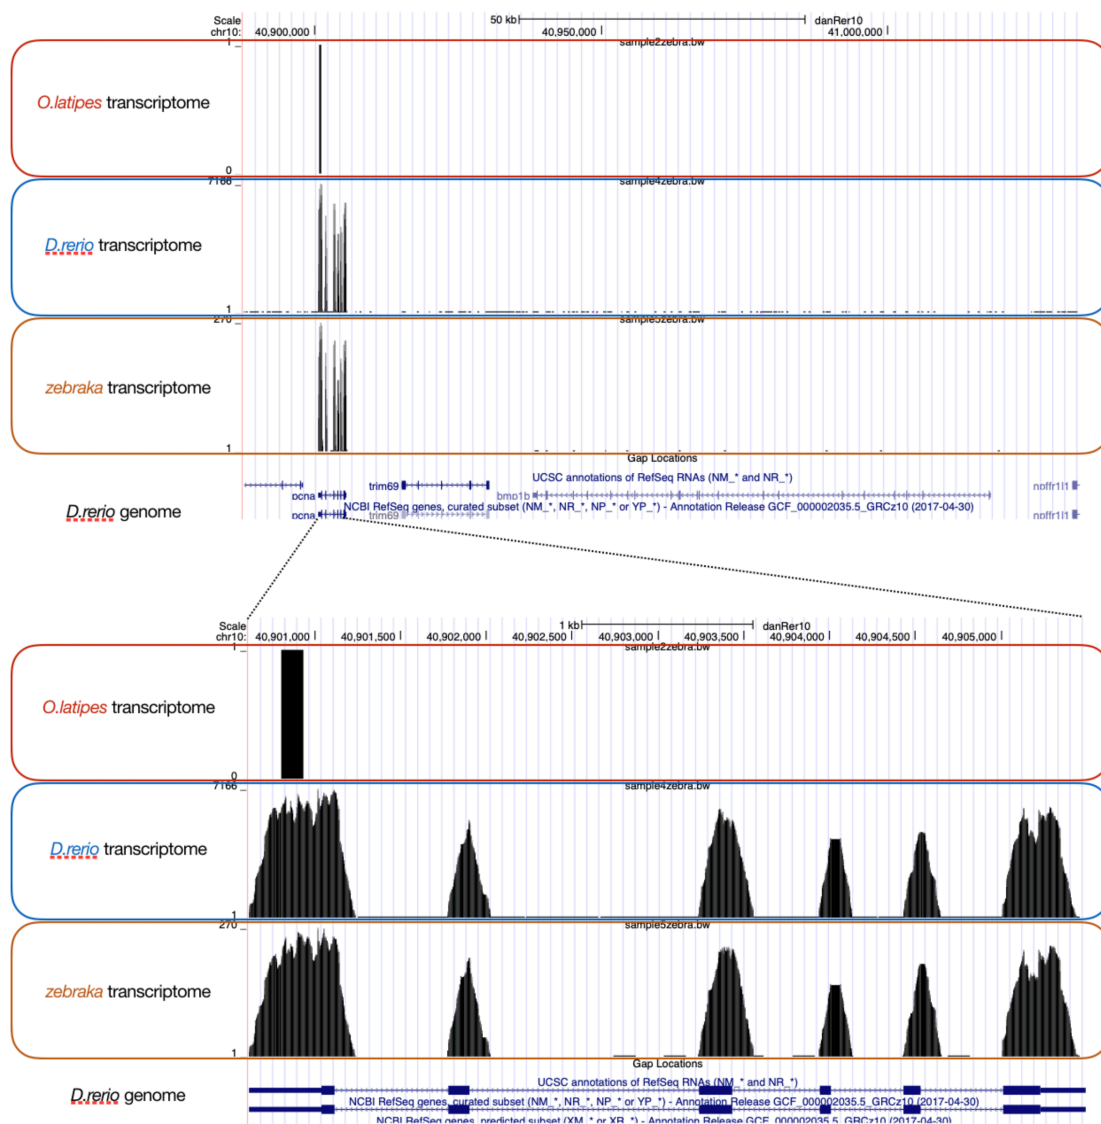 Scale 50 kb danRer10
chr10: 40,900,000 40,950,000 41,000,000
sample2zebra.bw
1
O.latipes transcriptome
0
7166
sample4zebra.bw
D.rerio transcriptome
1
270
sample5zebra.bw
zebraka transcriptome
1
Gap Locations
UCSC annotations of RefSeq RNAs (NM_* and NR_*)
trim69
pcna bmp1b npffr1l1
NCBI RefSeq genes, curated subset (NM_*, NR_*, NP_* or YP_*) - Annotation Release GCF_000002035.5_GRCz10 (2017-04-30)
D.rerio genome
pcna trim69 npffr1l1
Scale 1 kb danRer10
chr10: 40,901,000 40,901,500 40,902,000 40,902,500 40,903,000 40,903,500 40,904,000 40,904,500 40,905,000
1
sample2zebra.bw
O.latipes transcriptome
0
7166
sample4zebra.bw
D.rerio transcriptome
1
270
sample5zebra.bw
zebraka transcriptome
1
Gap Locations
UCSC annotations of RefSeq RNAs (NM_* and NR_*)
D.rerio genome
NCBI RefSeq genes, curated subset (NM_*, NR_*, NP_* or YP_*) - Annotation Release GCF_000002035.5_GRCz10 (2017-04-30)
NCBI RefSeq genes, predicted subset (XM_* or XR_*) - Annotation Release GCF_000002035.5_GRCz10 (2017-04-30)